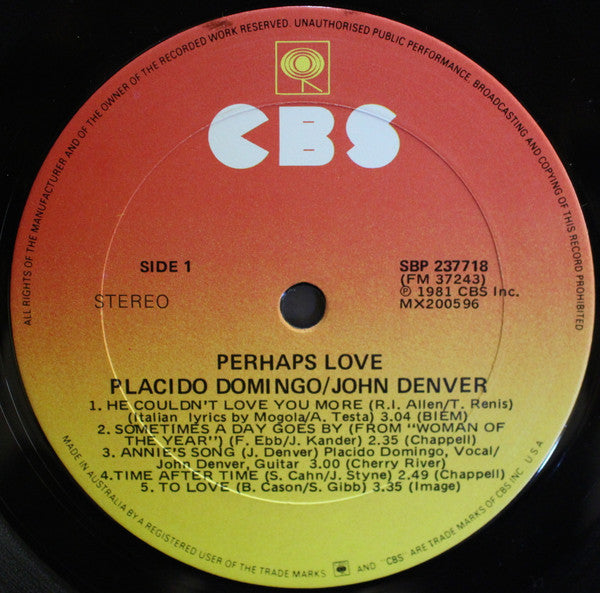 ALL RIGHTS OF THE MANUFACTURER AND OF THE OWNER OF THE RECORDED WORK RESERVED. UNAUTHORISED PUBLIC PERFORMANCE, BROADCASTING AND COPYING OF THIS RECORD PROHIBITED
CBS
SIDE 1
STEREO
SBP 237718
(FM 37243)
Ⓟ 1981 CBS Inc.
MX200596
PERHAPS LOVE
PLACIDO DOMINGO/JOHN DENVER
1. HE COULDN'T LOVE YOU MORE (R.I. Allen/T. Renis)
(Italian lyrics by Mogola/A. Testa) 3.04 (BIEM)
2. SOMETIMES A DAY GOES BY (FROM "WOMAN OF
THE YEAR") (F. Ebb/J. Kander) 2.35 (Chappell)
3. ANNIE'S SONG (J. Denver) Placido Domingo, Vocal/
John Denver, Guitar 3.00 (Cherry River)
4. TIME AFTER TIME (S. Cahn/J. Styne) 2.49 (Chappell)
5. TO LOVE (B. Cason/S. Gibb) 3.35 (Image)
MADE IN AUSTRALIA BY A REGISTERED USER OF THE TRADE MARKS AND "CBS" ARE TRADE MARKS OF CBS INC U.S.A